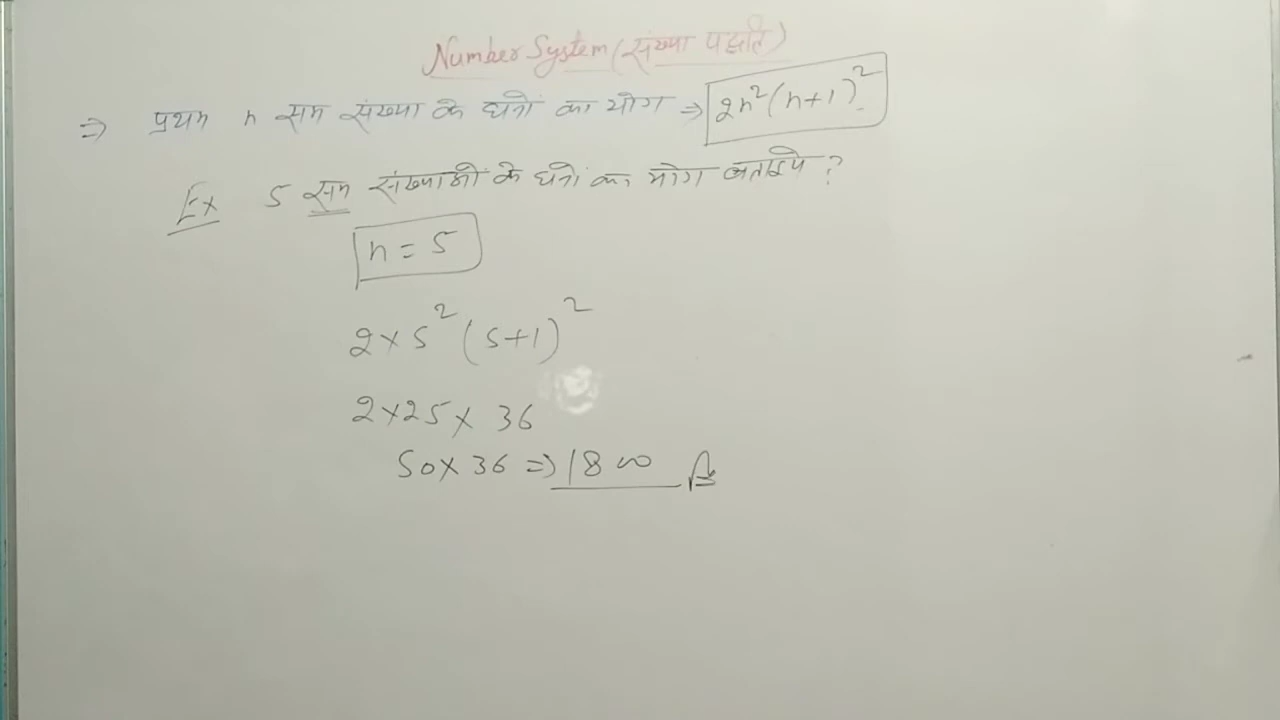 Number System (संख्या पद्धति)
⇒ प्रथम n सम संख्या के घनों का योग ⇒ 2n²(n+1)²
Ex 5 सम संख्याओं के घनों का योग बताइये ?
n = 5
2×5²(5+1)²
2×25×36
50×36 ⇒ 1800